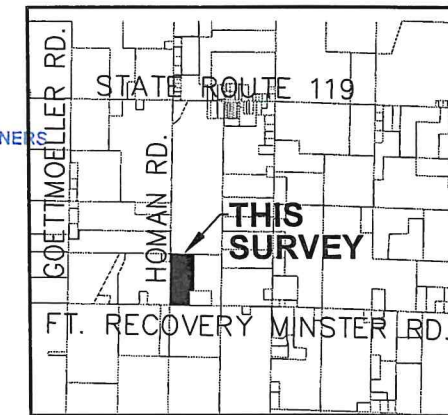 STATE ROUTE 119
NERS
GOETTMOELLER RD.
HOMAN RD.
THIS
SURVEY
FT. RECOVERY MINSTER RD.